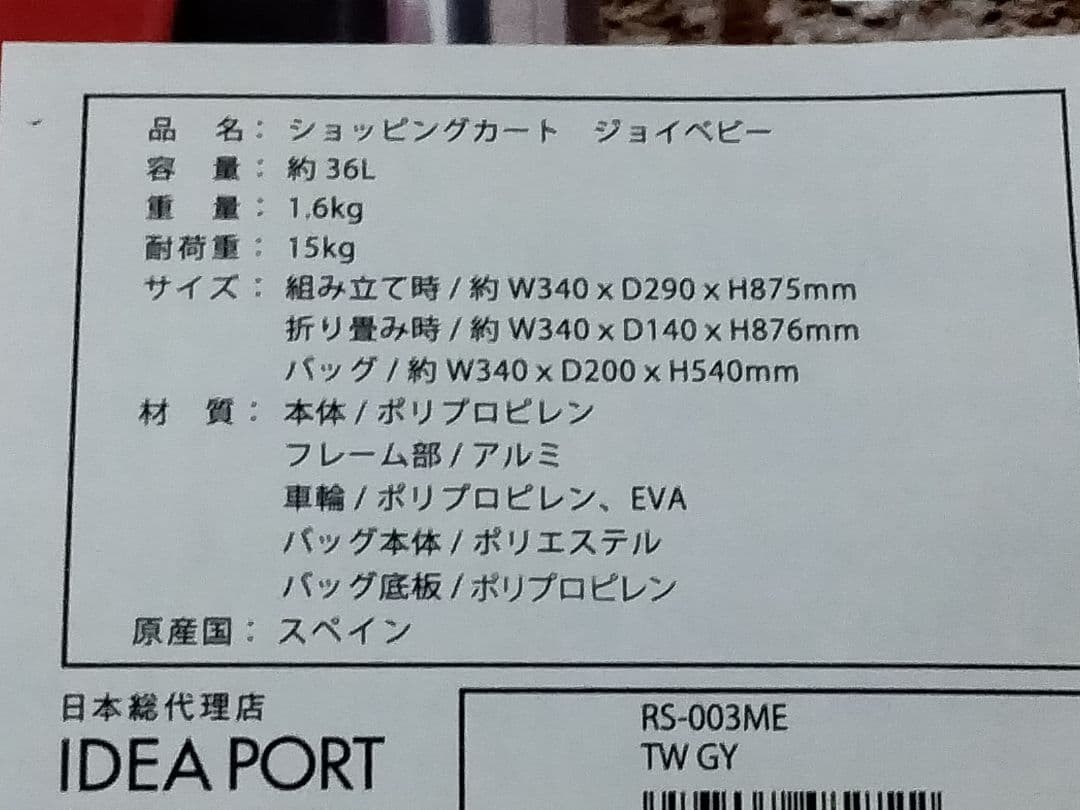 品　名： ショッピングカート　ジョイベビー
容　量： 約 36L
重　量： 1.6kg
耐荷重： 15kg
サイズ： 組み立て時 / 約 W340 x D290 x H875mm
折り畳み時 / 約 W340 x D140 x H876mm
バッグ / 約 W340 x D200 x H540mm
材　質： 本体 / ポリプロピレン
フレーム部 / アルミ
車輪 / ポリプロピレン、EVA
バッグ本体 / ポリエステル
バッグ底板 / ポリプロピレン
原産国： スペイン
日本総代理店
IDEA PORT
RS-003ME
TW GY